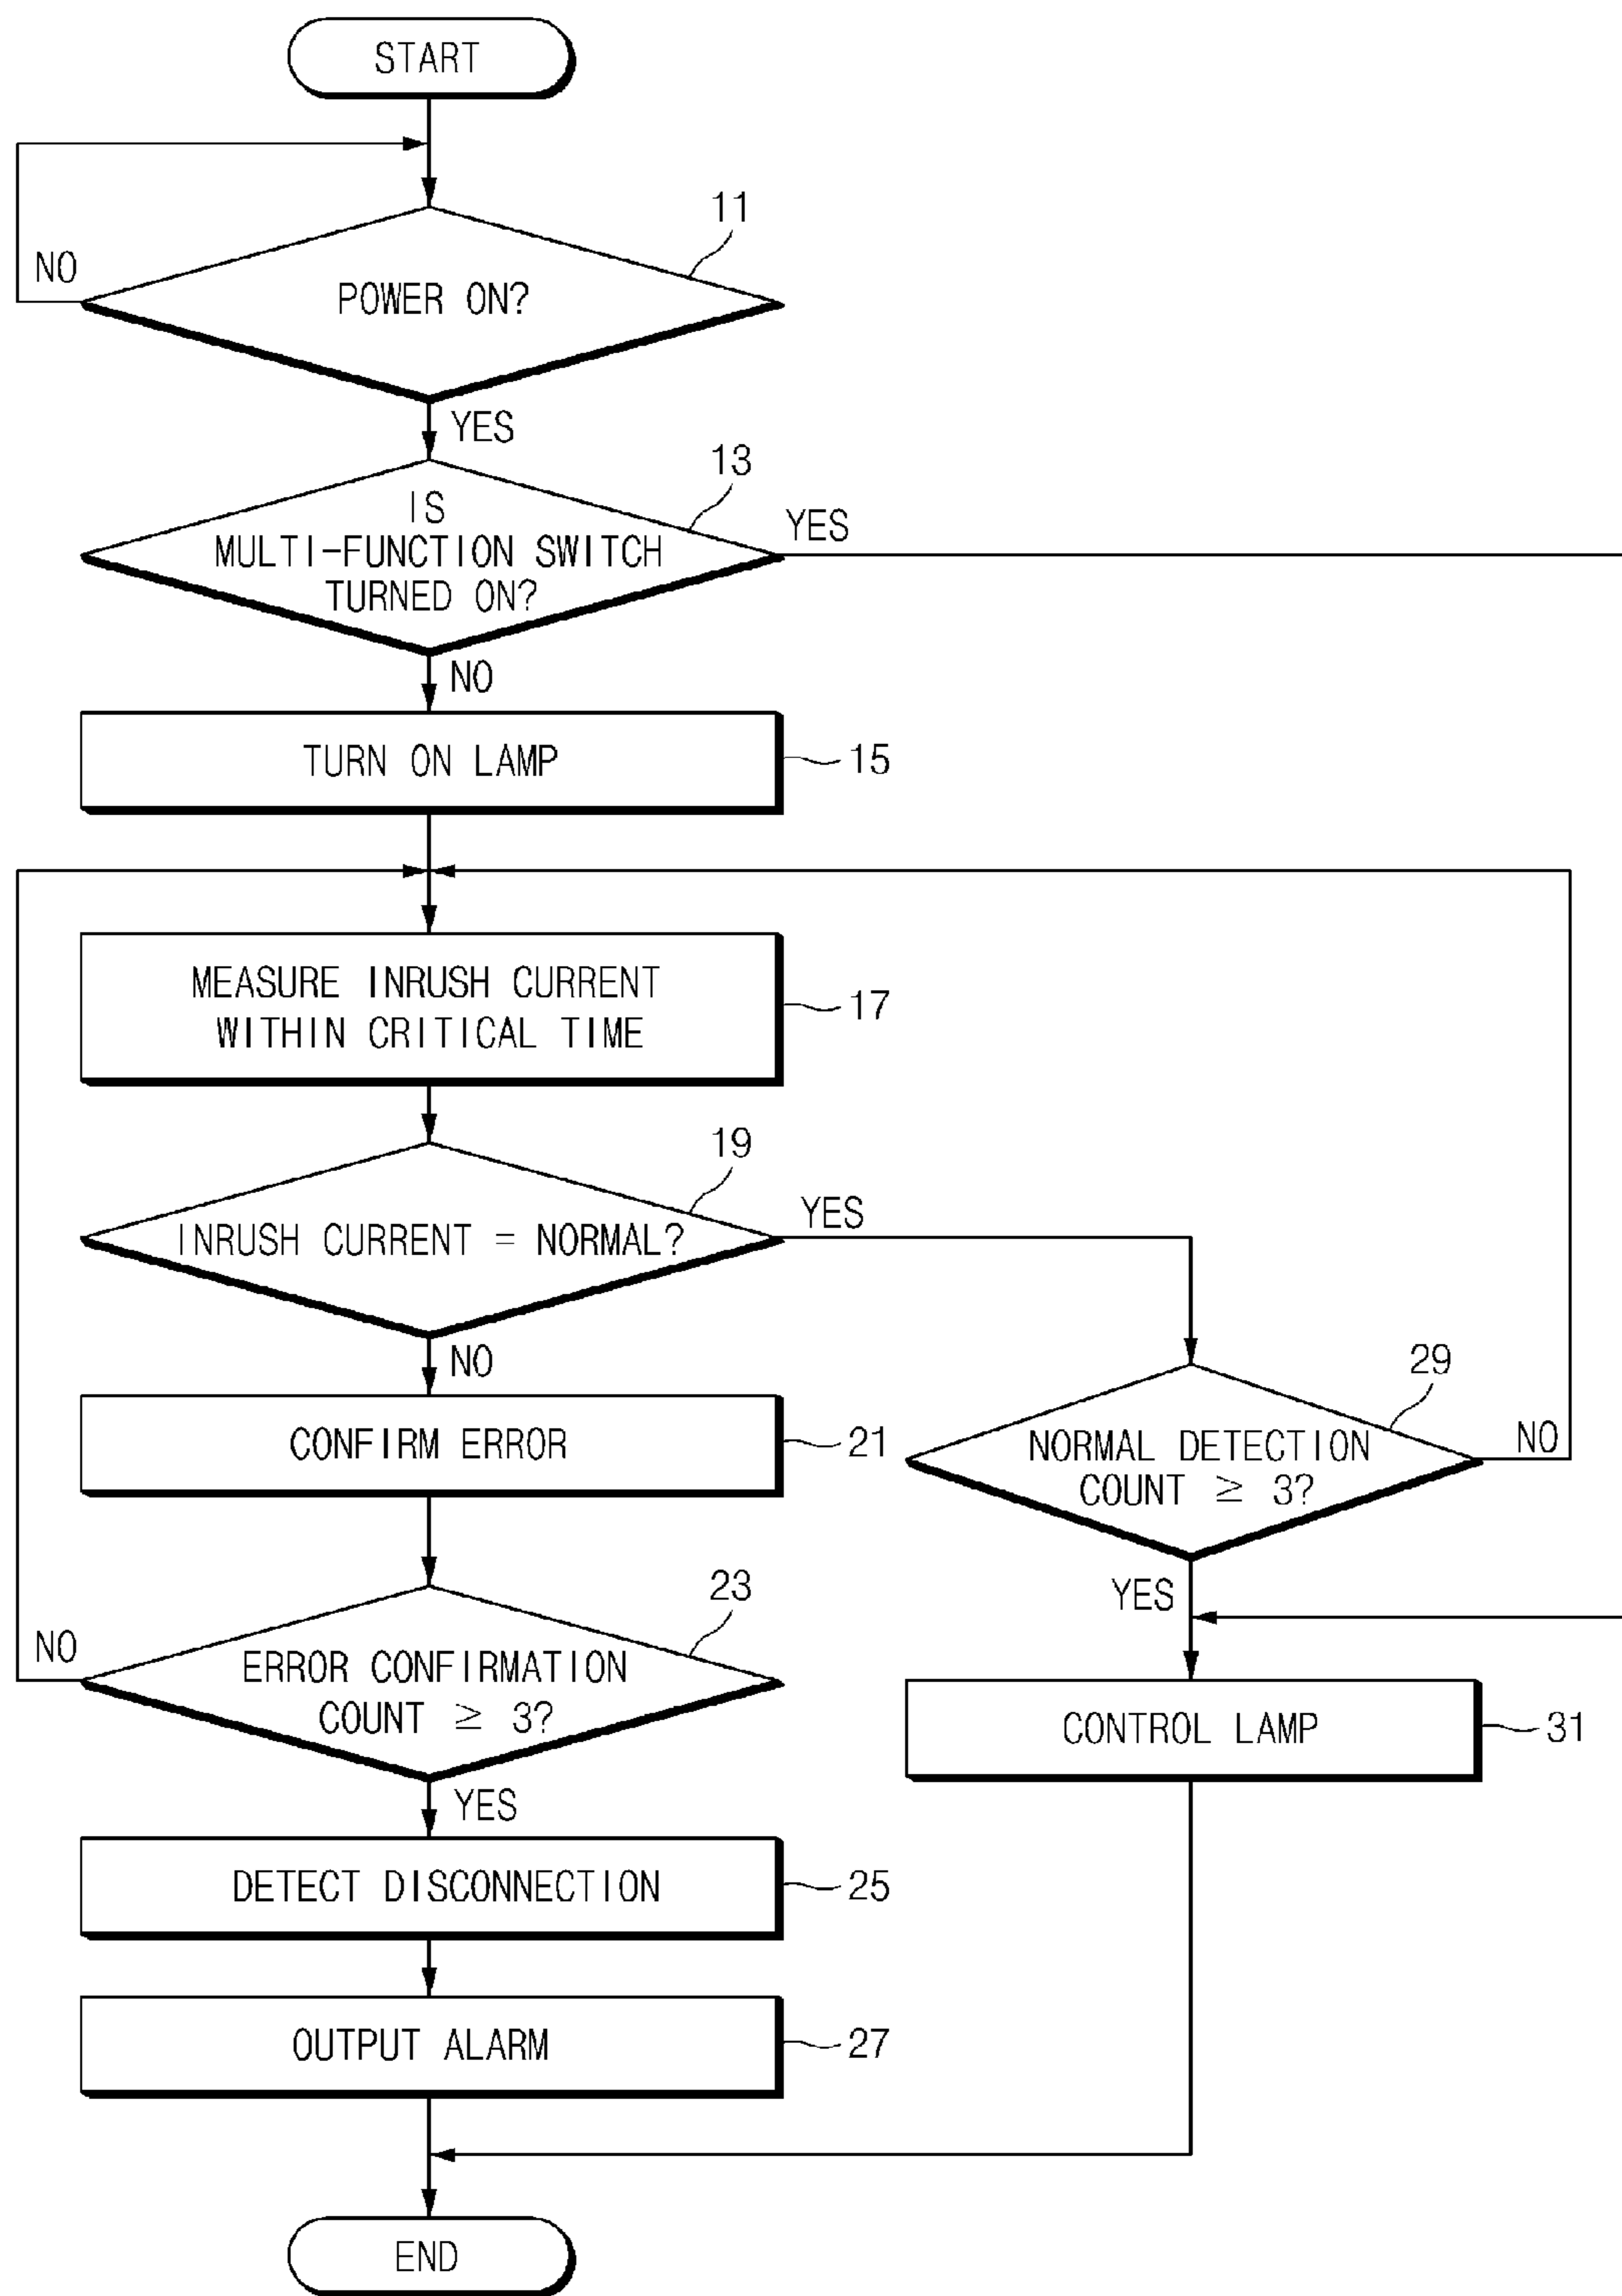 START
11
NO
POWER ON?
YES
13
IS
MULTI-FUNCTION SWITCH
TURNED ON?
YES
NO
TURN ON LAMP
15
MEASURE INRUSH CURRENT
WITHIN CRITICAL TIME
17
19
INRUSH CURRENT = NORMAL?
YES
NO
CONFIRM ERROR
21
29
NORMAL DETECTION
COUNT ≥ 3?
NO
YES
23
NO
ERROR CONFIRMATION
COUNT ≥ 3?
CONTROL LAMP
31
YES
DETECT DISCONNECTION
25
OUTPUT ALARM
27
END